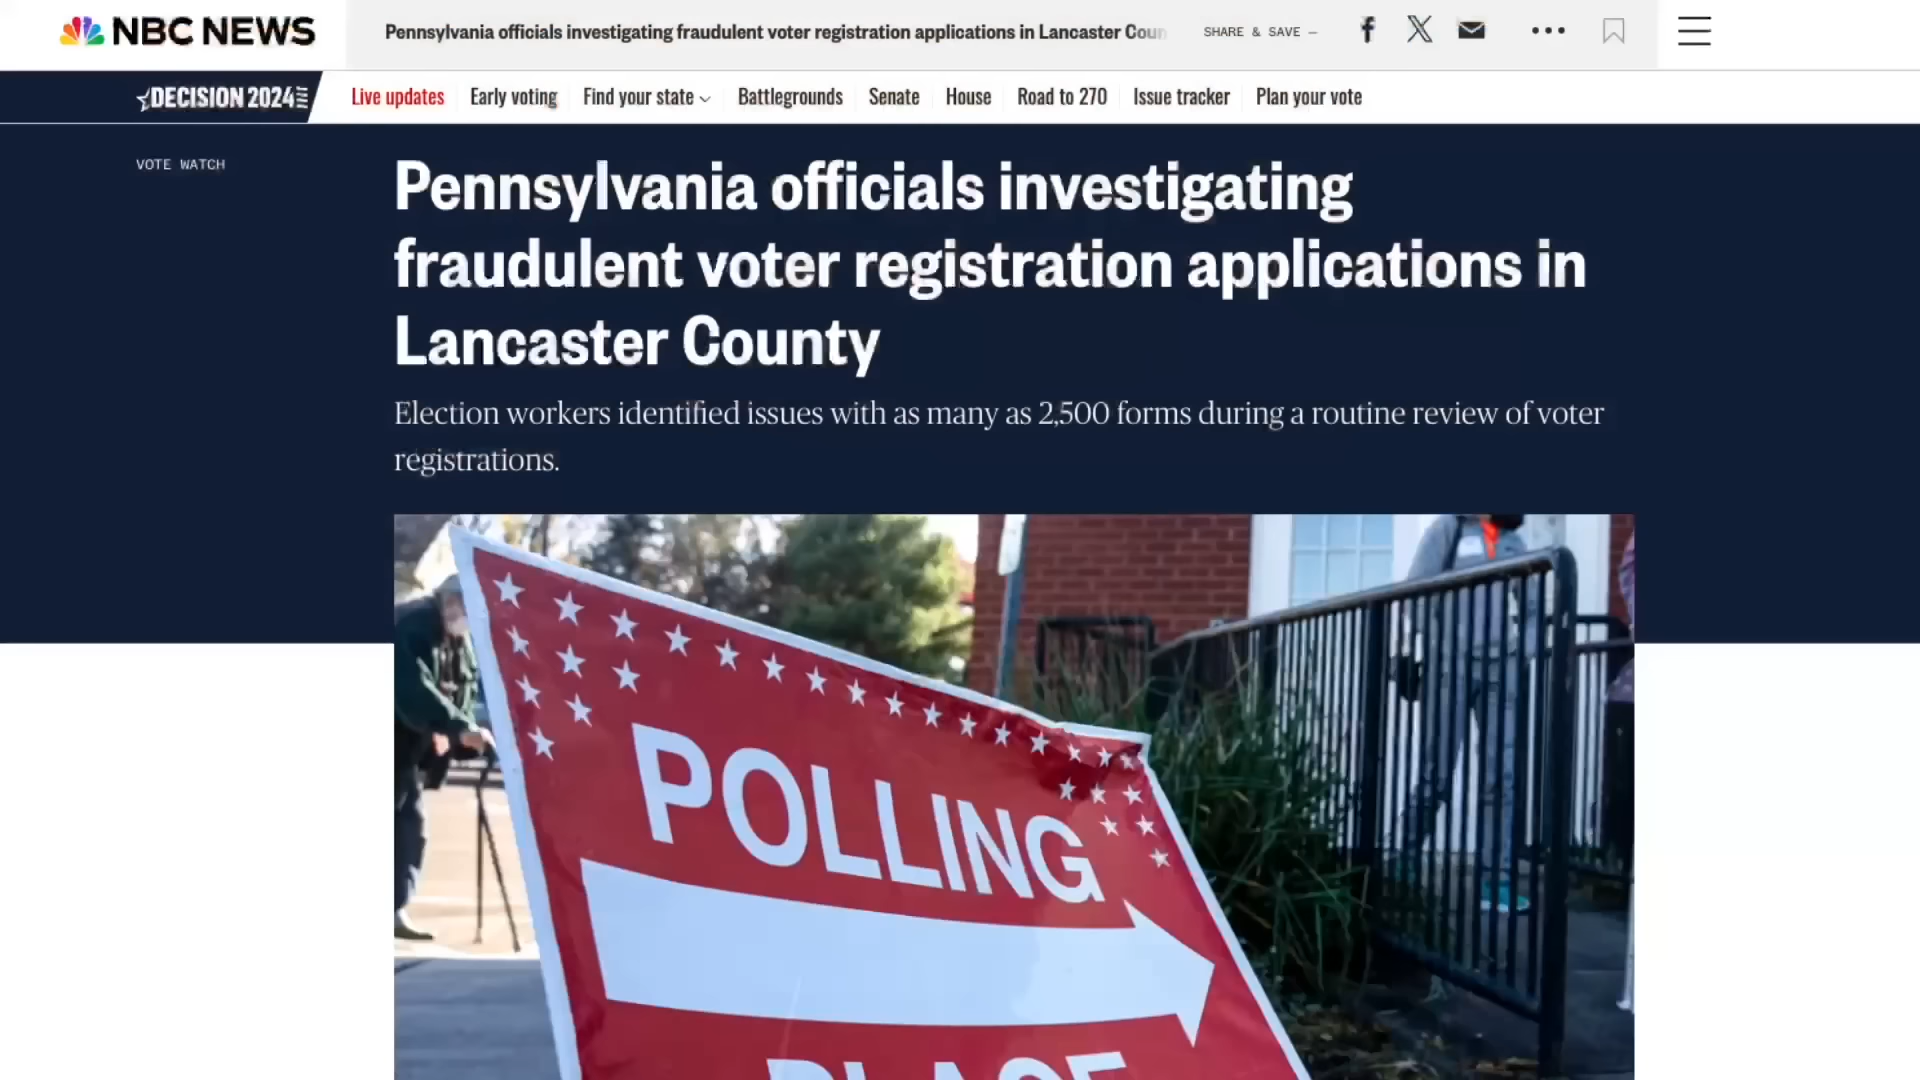 NBC NEWS
Pennsylvania officials investigating fraudulent voter registration applications in Lancaster Coun
SHARE & SAVE —
DECISION 2024
Live updates
Early voting
Find your state
Battlegrounds
Senate
House
Road to 270
Issue tracker
Plan your vote
VOTE WATCH
Pennsylvania officials investigating
fraudulent voter registration applications in
Lancaster County
Election workers identified issues with as many as 2,500 forms during a routine review of voter
registrations.
POLLING
PLACE